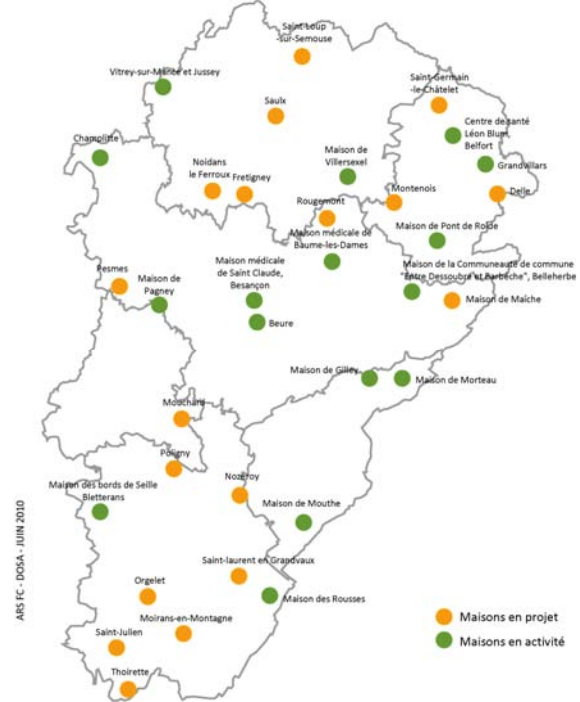 Saint-Loup
-sur-Semouse
Vitrey-sur-Mance et Jussey
Saint-Germain
-le-Châtelet
Saulx
Centre de santé
Léon Blum,
Belfort
Champlitte
Maison de
Villersexel
Grandvillars
Noidans
le Ferroux
Fretigney
Montenois
Delle
Rougemont
Maison de Pont de Roide
Maison médicale de
Baume-les-Dames
Maison médicale
de Saint Claude,
Besançon
Maison de la Communauté de commune
"Entre Dessoubre et Barbèche", Belleherbe
Pesmes
Maison de
Pagney
Maison de Maîche
Beure
Maison de Gilley
Maison de Morteau
Mouchard
Poligny
Maison des bords de Seille
Bletterans
Nozeroy
Maison de Mouthe
ARS FC - DOSA - JUIN 2010
Saint-laurent en Grandvaux
Orgelet
Maison des Rousses
Moirans-en-Montagne
Saint-Julien
Thoirette
Maisons en projet
Maisons en activité